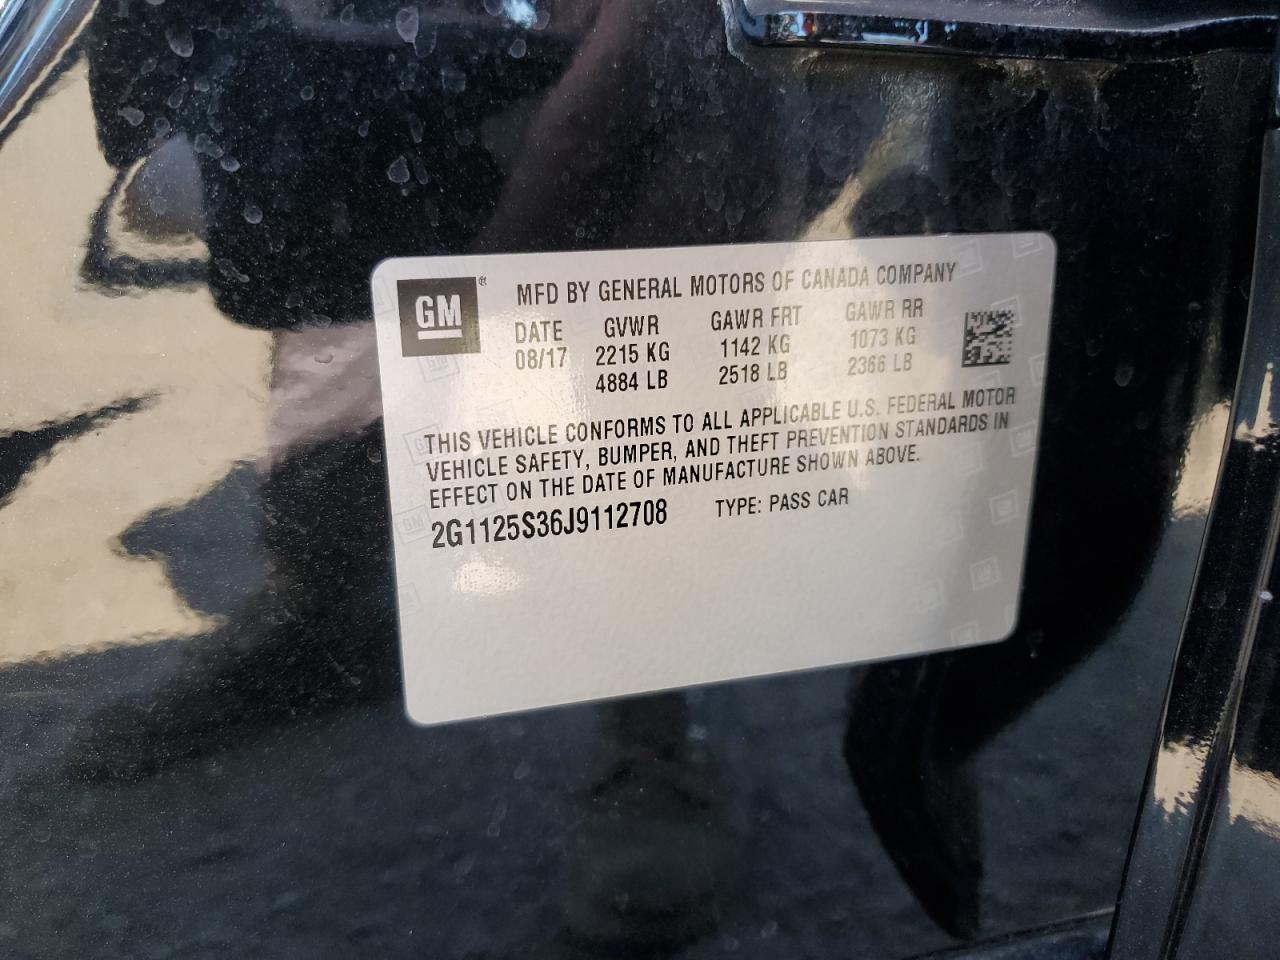 GM ®
MFD BY GENERAL MOTORS OF CANADA COMPANY
DATE GVWR GAWR FRT GAWR RR
08/17 2215 KG 1142 KG 1073 KG
4884 LB 2518 LB 2366 LB
THIS VEHICLE CONFORMS TO ALL APPLICABLE U.S. FEDERAL MOTOR
VEHICLE SAFETY, BUMPER, AND THEFT PREVENTION STANDARDS IN
EFFECT ON THE DATE OF MANUFACTURE SHOWN ABOVE.
2G1125S36J9112708 TYPE: PASS CAR